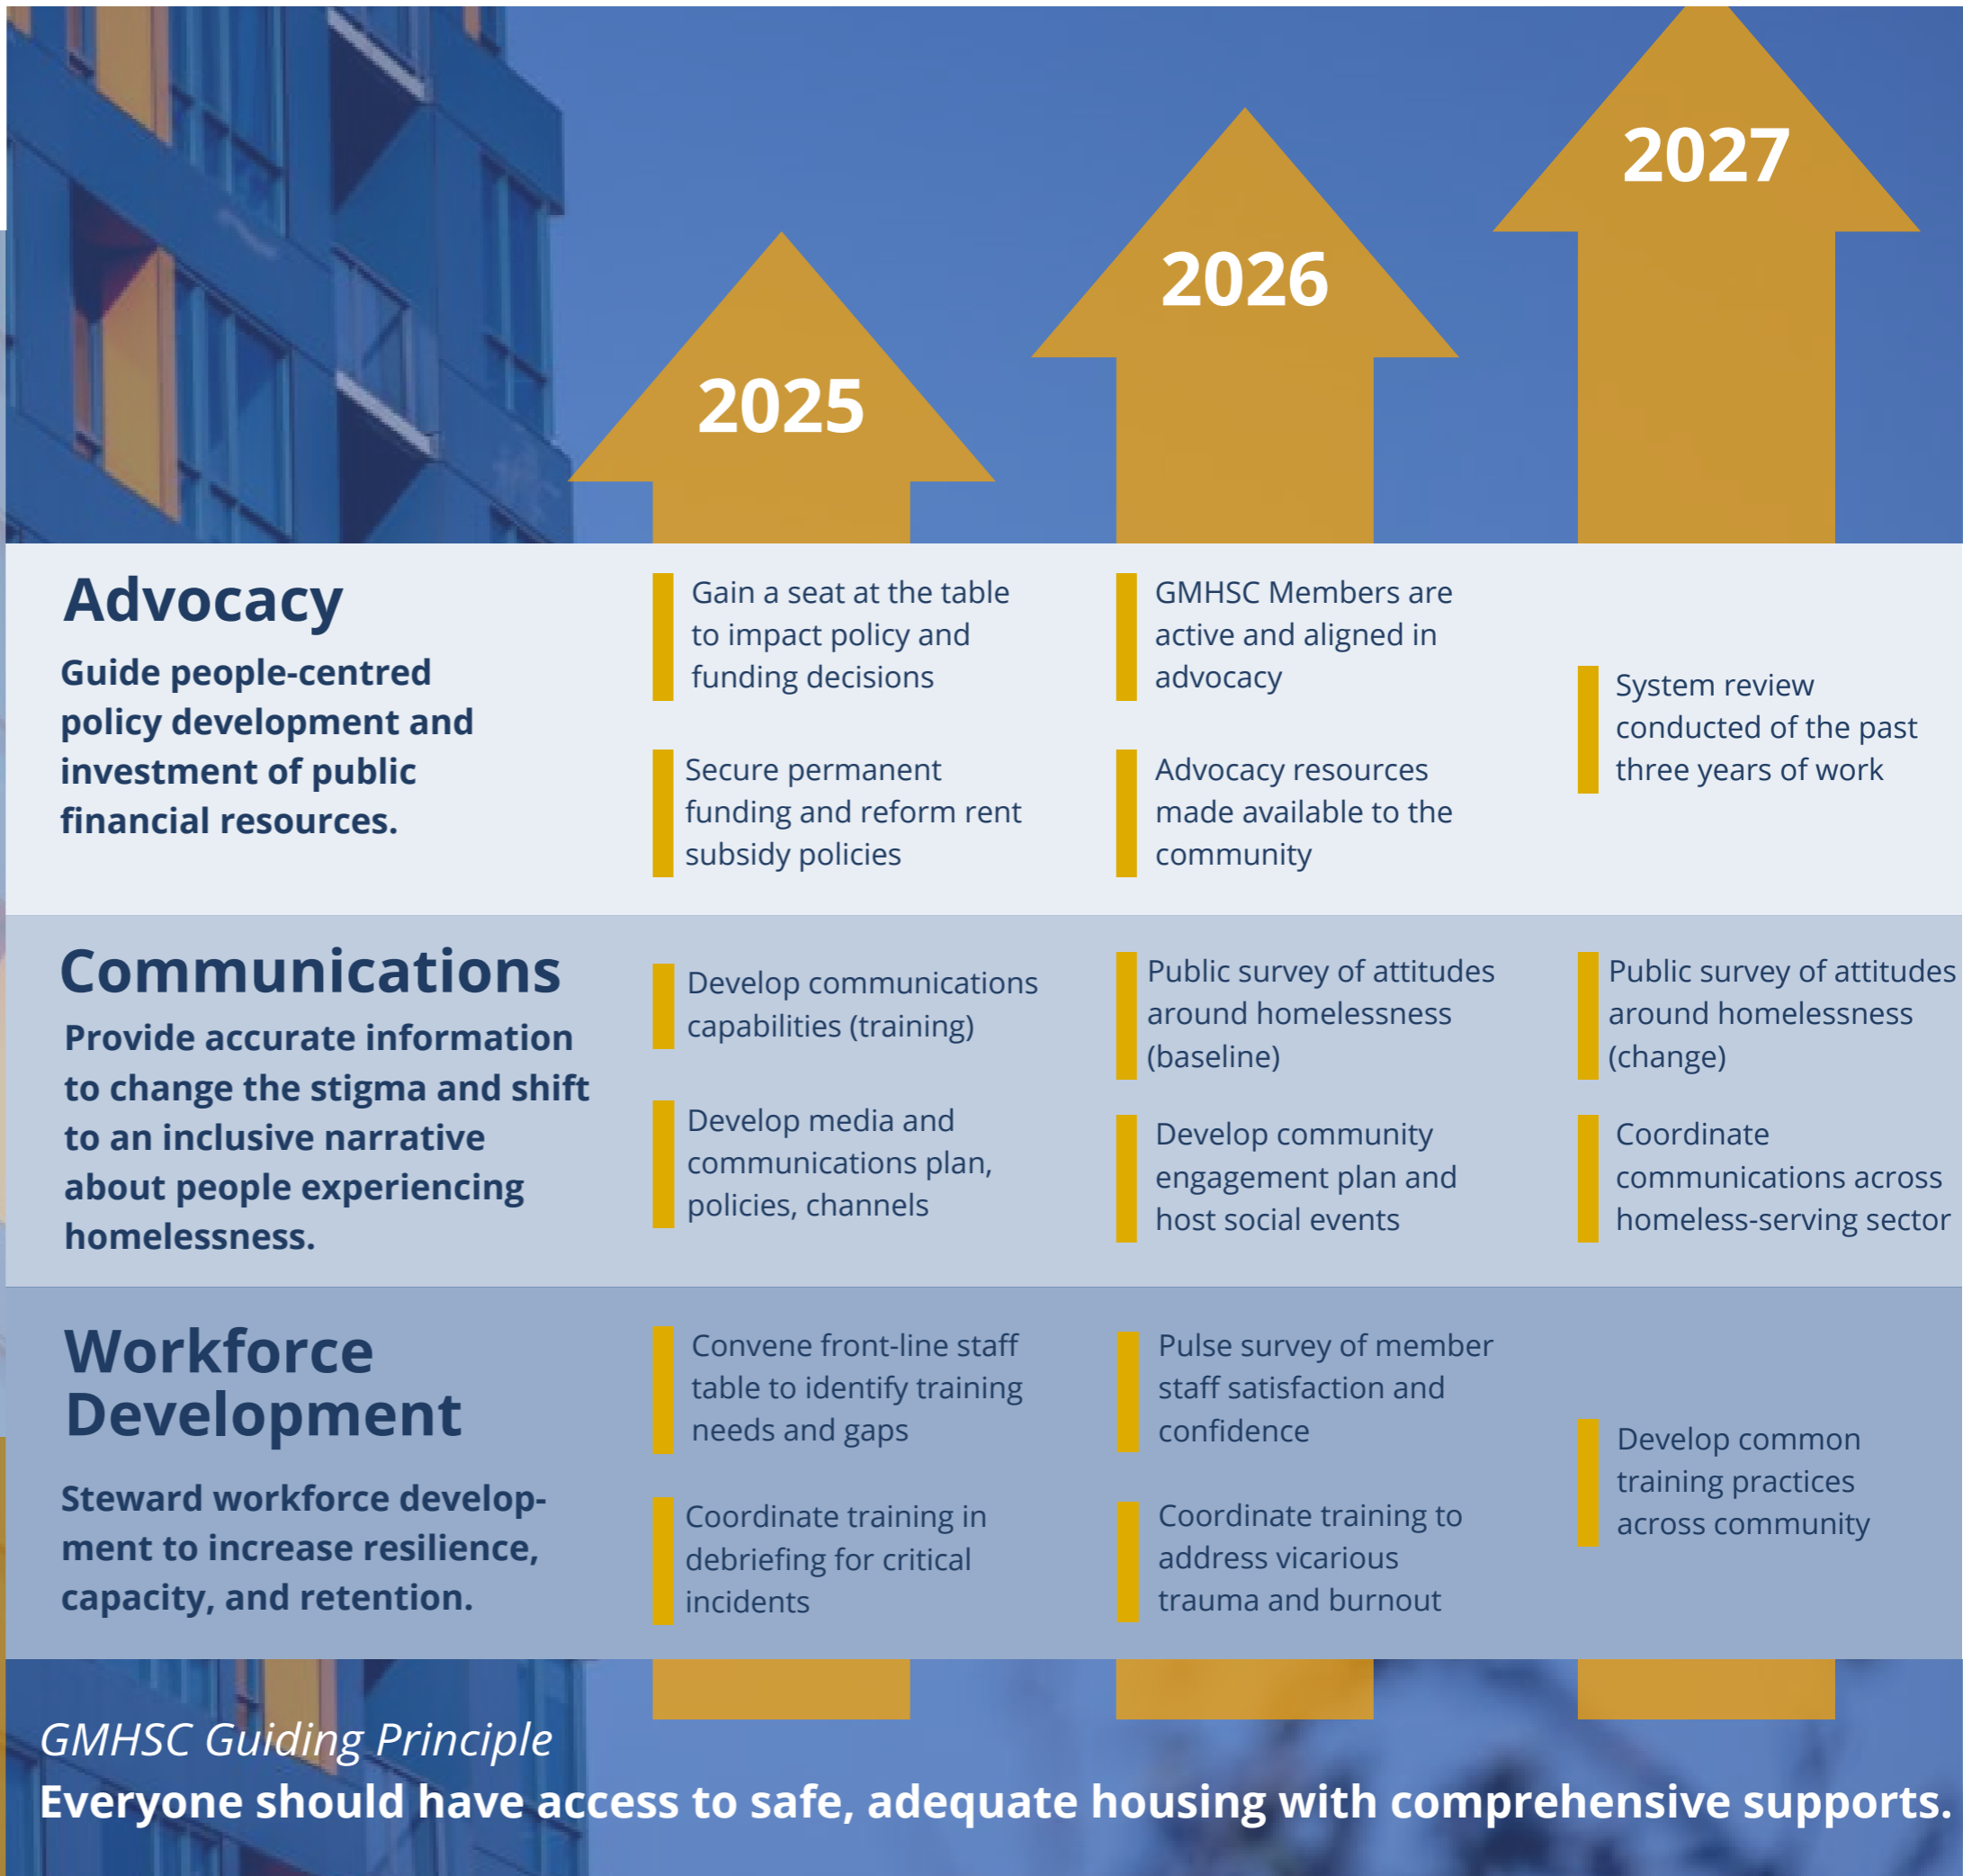 2025
2026
2027
Advocacy
Guide people-centred
policy development and
investment of public
financial resources.
Gain a seat at the table
to impact policy and
funding decisions
Secure permanent
funding and reform rent
subsidy policies
GMHSC Members are
active and aligned in
advocacy
Advocacy resources
made available to the
community
System review
conducted of the past
three years of work
Communications
Provide accurate information
to change the stigma and shift
to an inclusive narrative
about people experiencing
homelessness.
Develop communications
capabilities (training)
Develop media and
communications plan,
policies, channels
Public survey of attitudes
around homelessness
(baseline)
Develop community
engagement plan and
host social events
Public survey of attitudes
around homelessness
(change)
Coordinate
communications across
homeless-serving sector
Workforce
Development
Steward workforce develop-
ment to increase resilience,
capacity, and retention.
Convene front-line staff
table to identify training
needs and gaps
Coordinate training in
debriefing for critical
incidents
Pulse survey of member
staff satisfaction and
confidence
Coordinate training to
address vicarious
trauma and burnout
Develop common
training practices
across community
GMHSC Guiding Principle
Everyone should have access to safe, adequate housing with comprehensive supports.